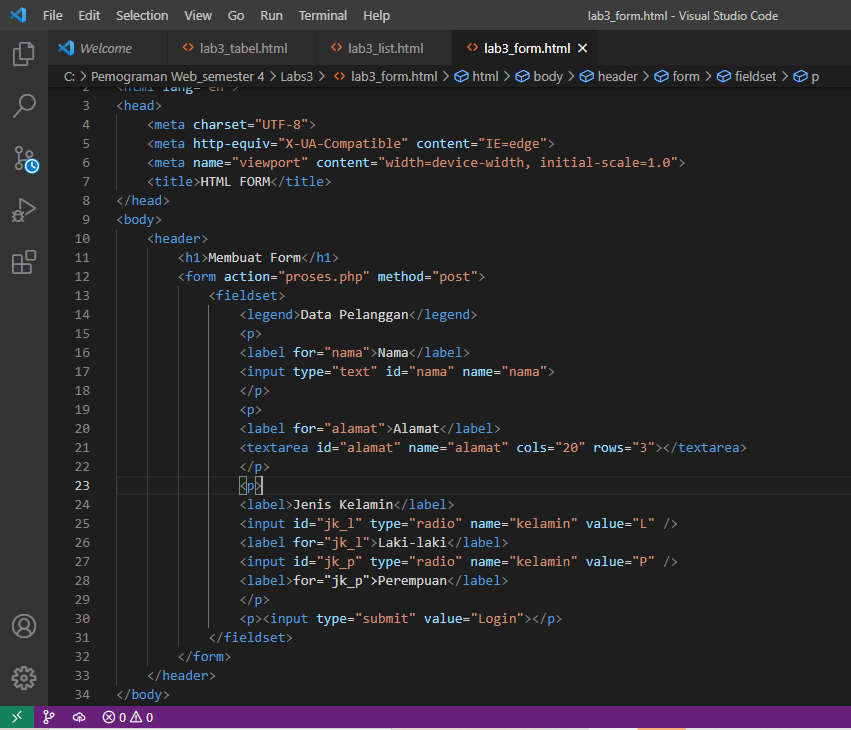 File Edit Selection View Go Run Terminal Help lab3_form.html - Visual Studio Code
Welcome lab3_tabel.html lab3_list.html lab3_form.html
C: > Pemograman Web_semester 4 > Labs3 > lab3_form.html > html > body > header > form > fieldset > p
2 <html lang="en">
3 <head>
4 <meta charset="UTF-8">
5 <meta http-equiv="X-UA-Compatible" content="IE=edge">
6 <meta name="viewport" content="width=device-width, initial-scale=1.0">
7 <title>HTML FORM</title>
8 </head>
9 <body>
10 <header>
11 <h1>Membuat Form</h1>
12 <form action="proses.php" method="post">
13 <fieldset>
14 <legend>Data Pelanggan</legend>
15 <p>
16 <label for="nama">Nama</label>
17 <input type="text" id="nama" name="nama">
18 </p>
19 <p>
20 <label for="alamat">Alamat</label>
21 <textarea id="alamat" name="alamat" cols="20" rows="3"></textarea>
22 </p>
23 <p>
24 <label>Jenis Kelamin</label>
25 <input id="jk_l" type="radio" name="kelamin" value="L" />
26 <label for="jk_l">Laki-laki</label>
27 <input id="jk_p" type="radio" name="kelamin" value="P" />
28 <label>for="jk_p">Perempuan</label>
29 </p>
30 <p><input type="submit" value="Login"></p>
31 </fieldset>
32 </form>
33 </header>
34 </body>
0 0